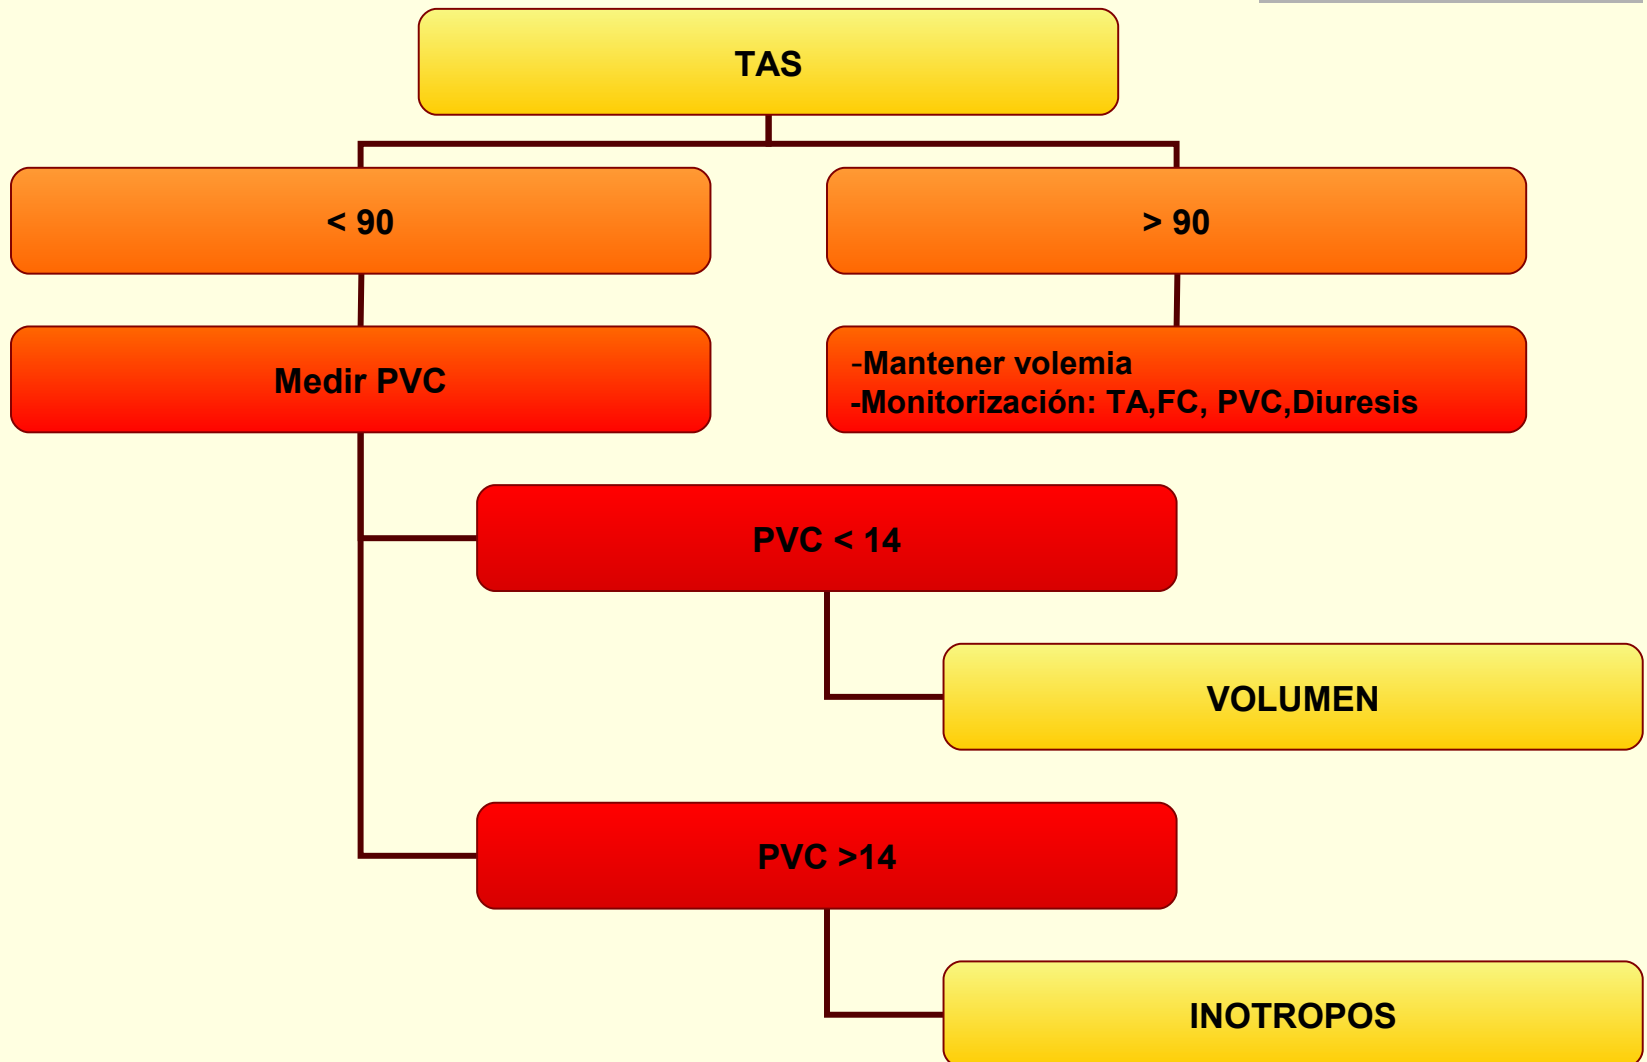 TAS
< 90
> 90
Medir PVC
-Mantener volemia
-Monitorización: TA,FC, PVC,Diuresis
PVC < 14
VOLUMEN
PVC >14
INOTROPOS